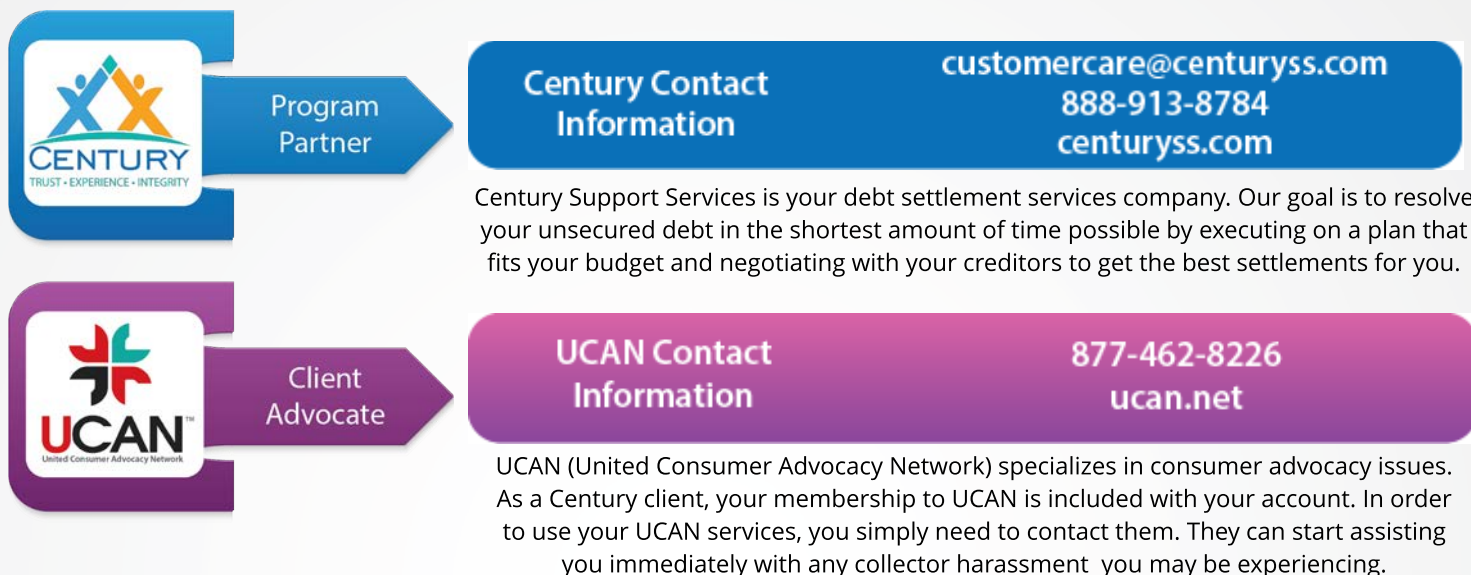 CENTURY
TRUST • EXPERIENCE • INTEGRITY
Program
Partner
Century Contact
Information
customercare@centuryss.com
888-913-8784
centuryss.com
Century Support Services is your debt settlement services company. Our goal is to resolve
your unsecured debt in the shortest amount of time possible by executing on a plan that
fits your budget and negotiating with your creditors to get the best settlements for you.
UCAN™
United Consumer Advocacy Network
Client
Advocate
UCAN Contact
Information
877-462-8226
ucan.net
UCAN (United Consumer Advocacy Network) specializes in consumer advocacy issues.
As a Century client, your membership to UCAN is included with your account. In order
to use your UCAN services, you simply need to contact them. They can start assisting
you immediately with any collector harassment you may be experiencing.